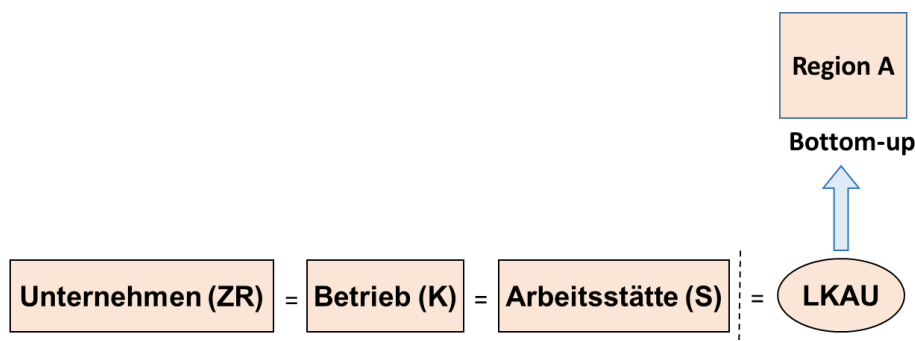 Region A
Bottom-up
Unternehmen (ZR) = Betrieb (K) = Arbeitsstätte (S) = LKAU